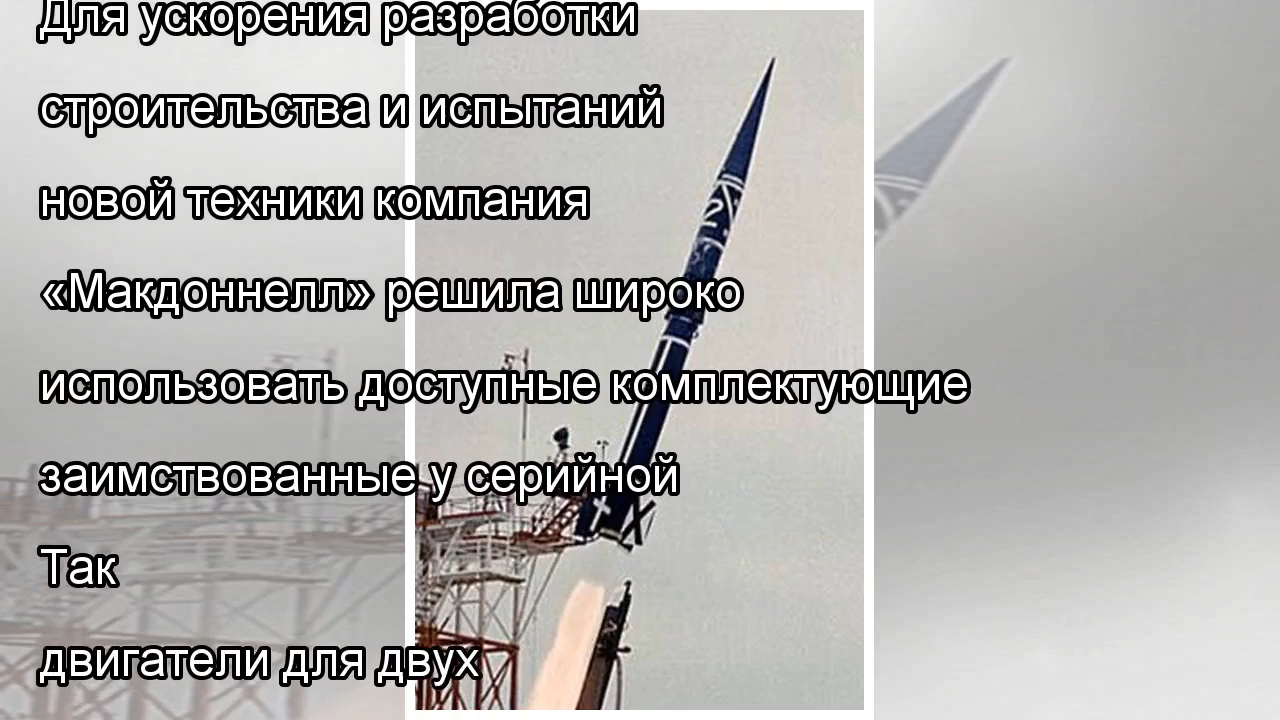 Для ускорения разработки
строительства и испытаний
новой техники компания
«Макдоннелл» решила широко
использовать доступные комплектующие
заимствованные у серийной
Так
двигатели для двух